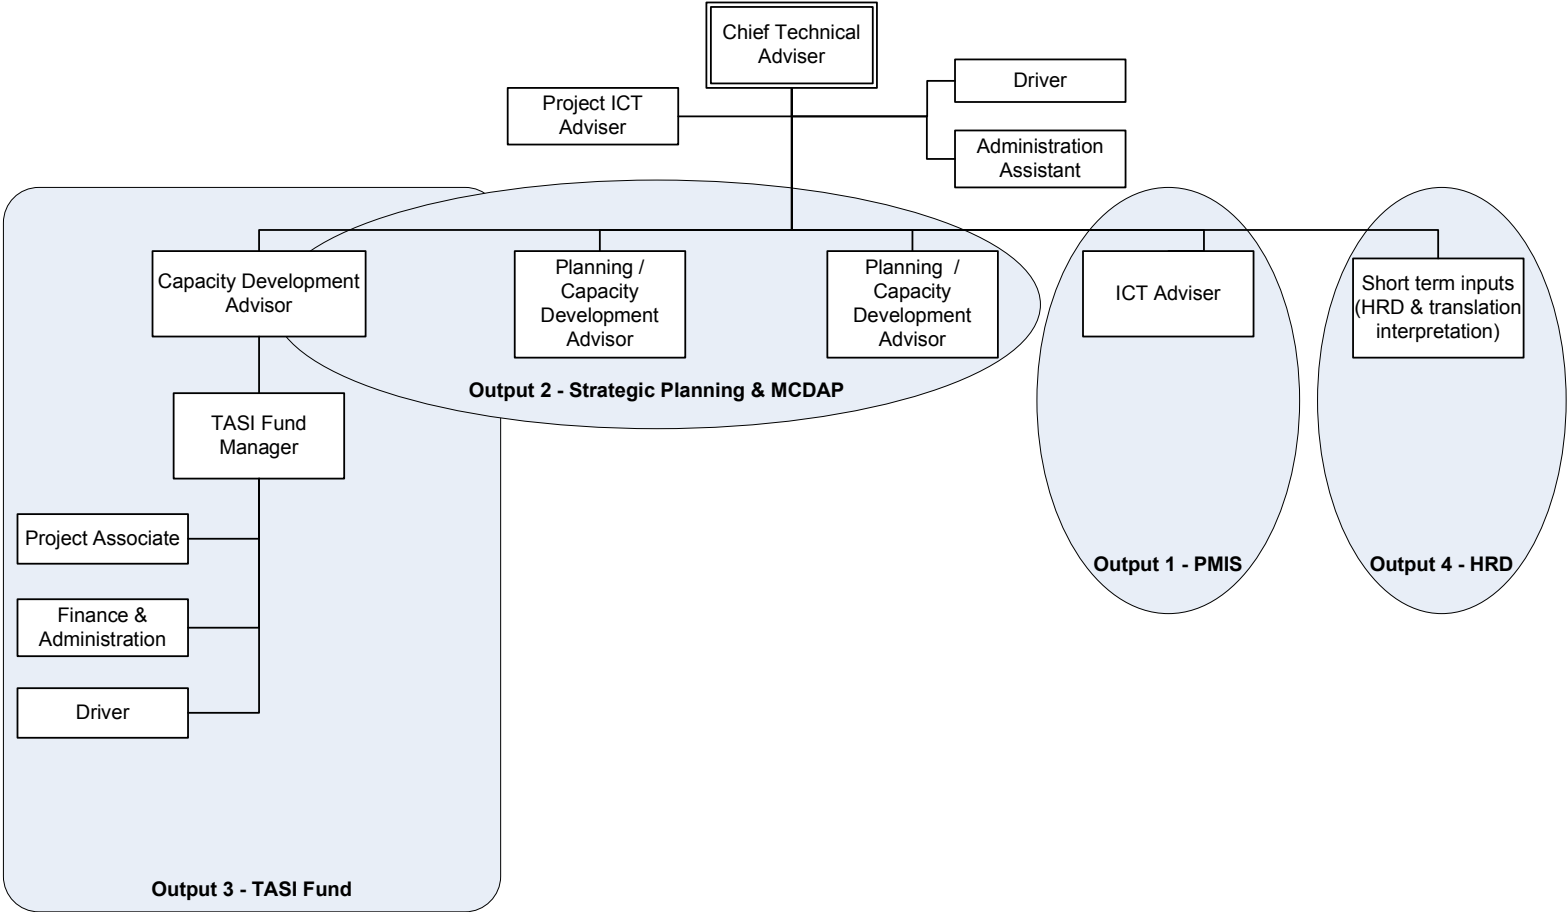 Chief Technical
Adviser
Project ICT
Adviser
Driver
Administration
Assistant
Capacity Development
Advisor
Planning /
Capacity
Development
Advisor
Planning  /
Capacity
Development
Advisor
ICT Adviser
Short term inputs
(HRD & translation
interpretation)
Output 2 - Strategic Planning & MCDAP
TASI Fund
Manager
Project Associate
Finance &
Administration
Driver
Output 1 - PMIS
Output 4 - HRD
Output 3 - TASI Fund